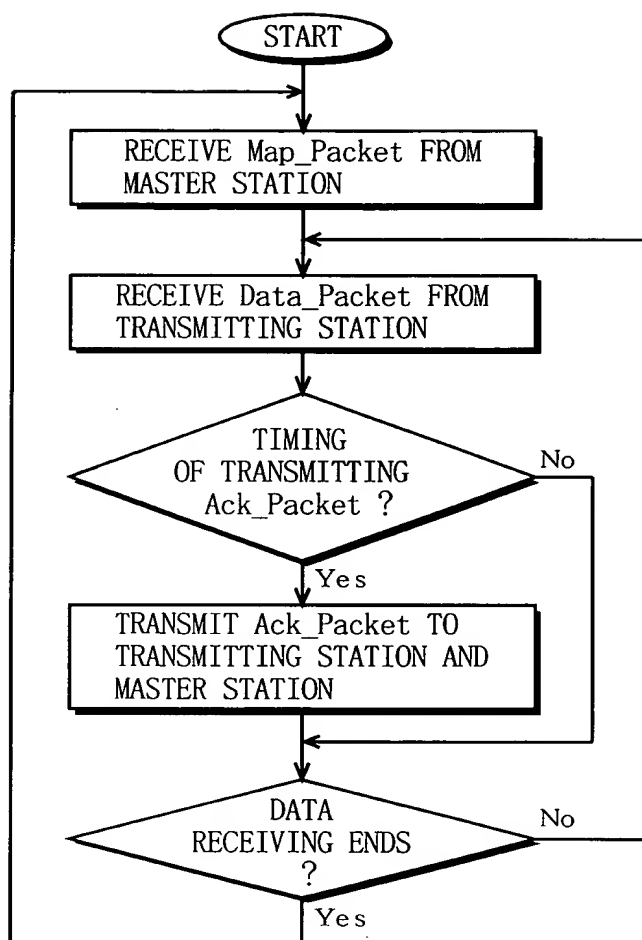 START
RECEIVE Map_Packet FROM
MASTER STATION
RECEIVE Data_Packet FROM
TRANSMITTING STATION
TIMING
OF TRANSMITTING
Ack_Packet ?
No
Yes
TRANSMIT Ack_Packet TO
TRANSMITTING STATION AND
MASTER STATION
DATA
RECEIVING ENDS
?
No
Yes